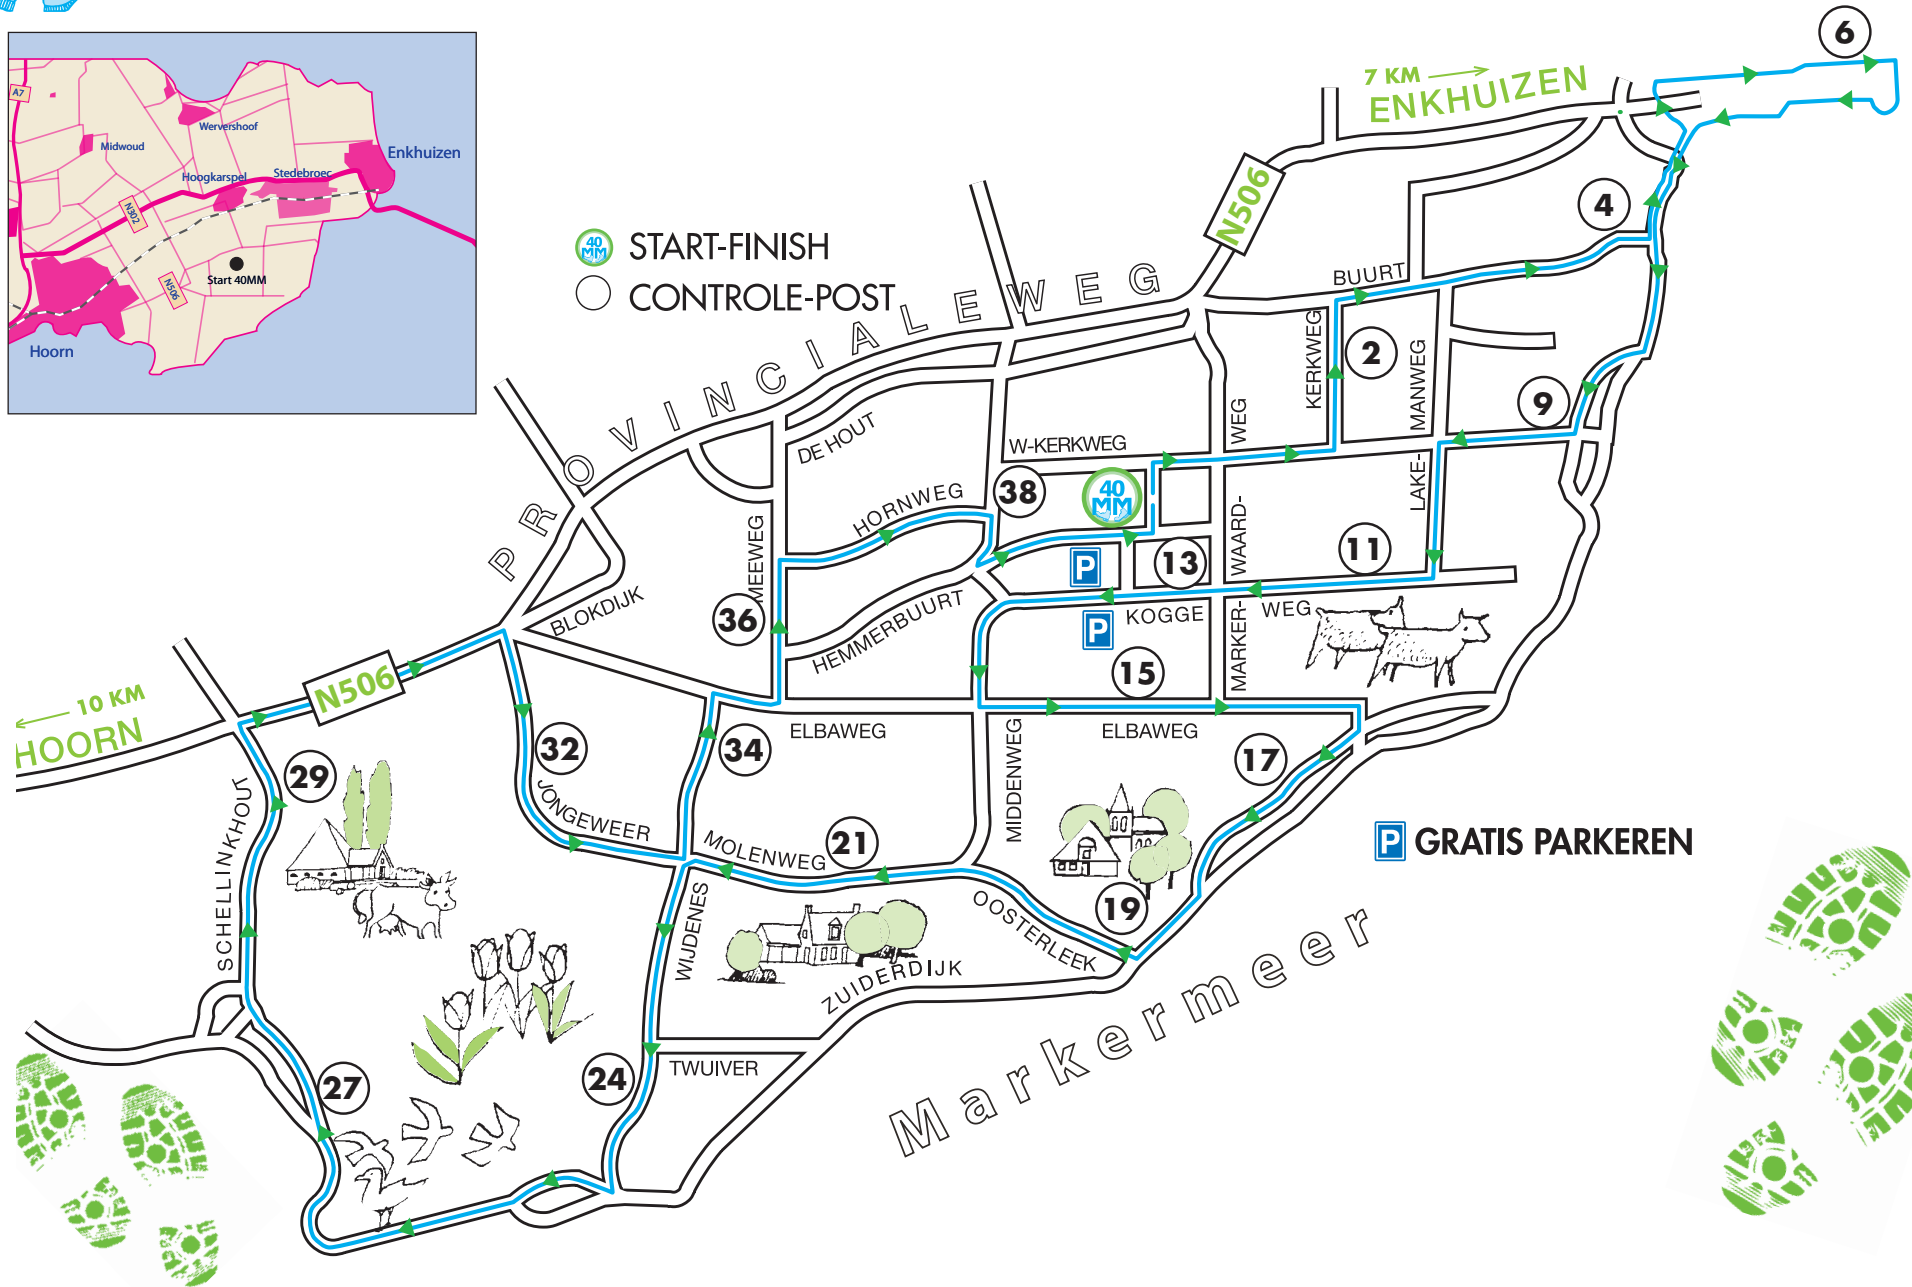 A7
Wervershoof
Midwoud
Enkhuizen
Hoogkarspel
Stedebroec
N302
N506
Start 40MM
Hoorn
40
MM
START-FINISH
CONTROLE-POST
7 KM
ENKHUIZEN
6
N506
4
PROVINCIALEWEG
BUURT
KERKWEG
2
MANWEG
9
DE HOUT
W-KERKWEG
WEG
38
40
MM
HORNWEG
LAKE-
WAARD-
MEEWEG
P
13
11
BLOKDIJK
36
HEMMERBUURT
P
KOGGE
WEG
MARKER-
15
10 KM
HOORN
N506
ELBAWEG
ELBAWEG
MIDDENWEG
17
32
34
29
JONGEWEER
MOLENWEG
21
SCHELLINKHOUT
P GRATIS PARKEREN
19
OOSTERLEEK
WIJDENES
ZUIDERDIJK
Markermeer
TWUIVER
24
27